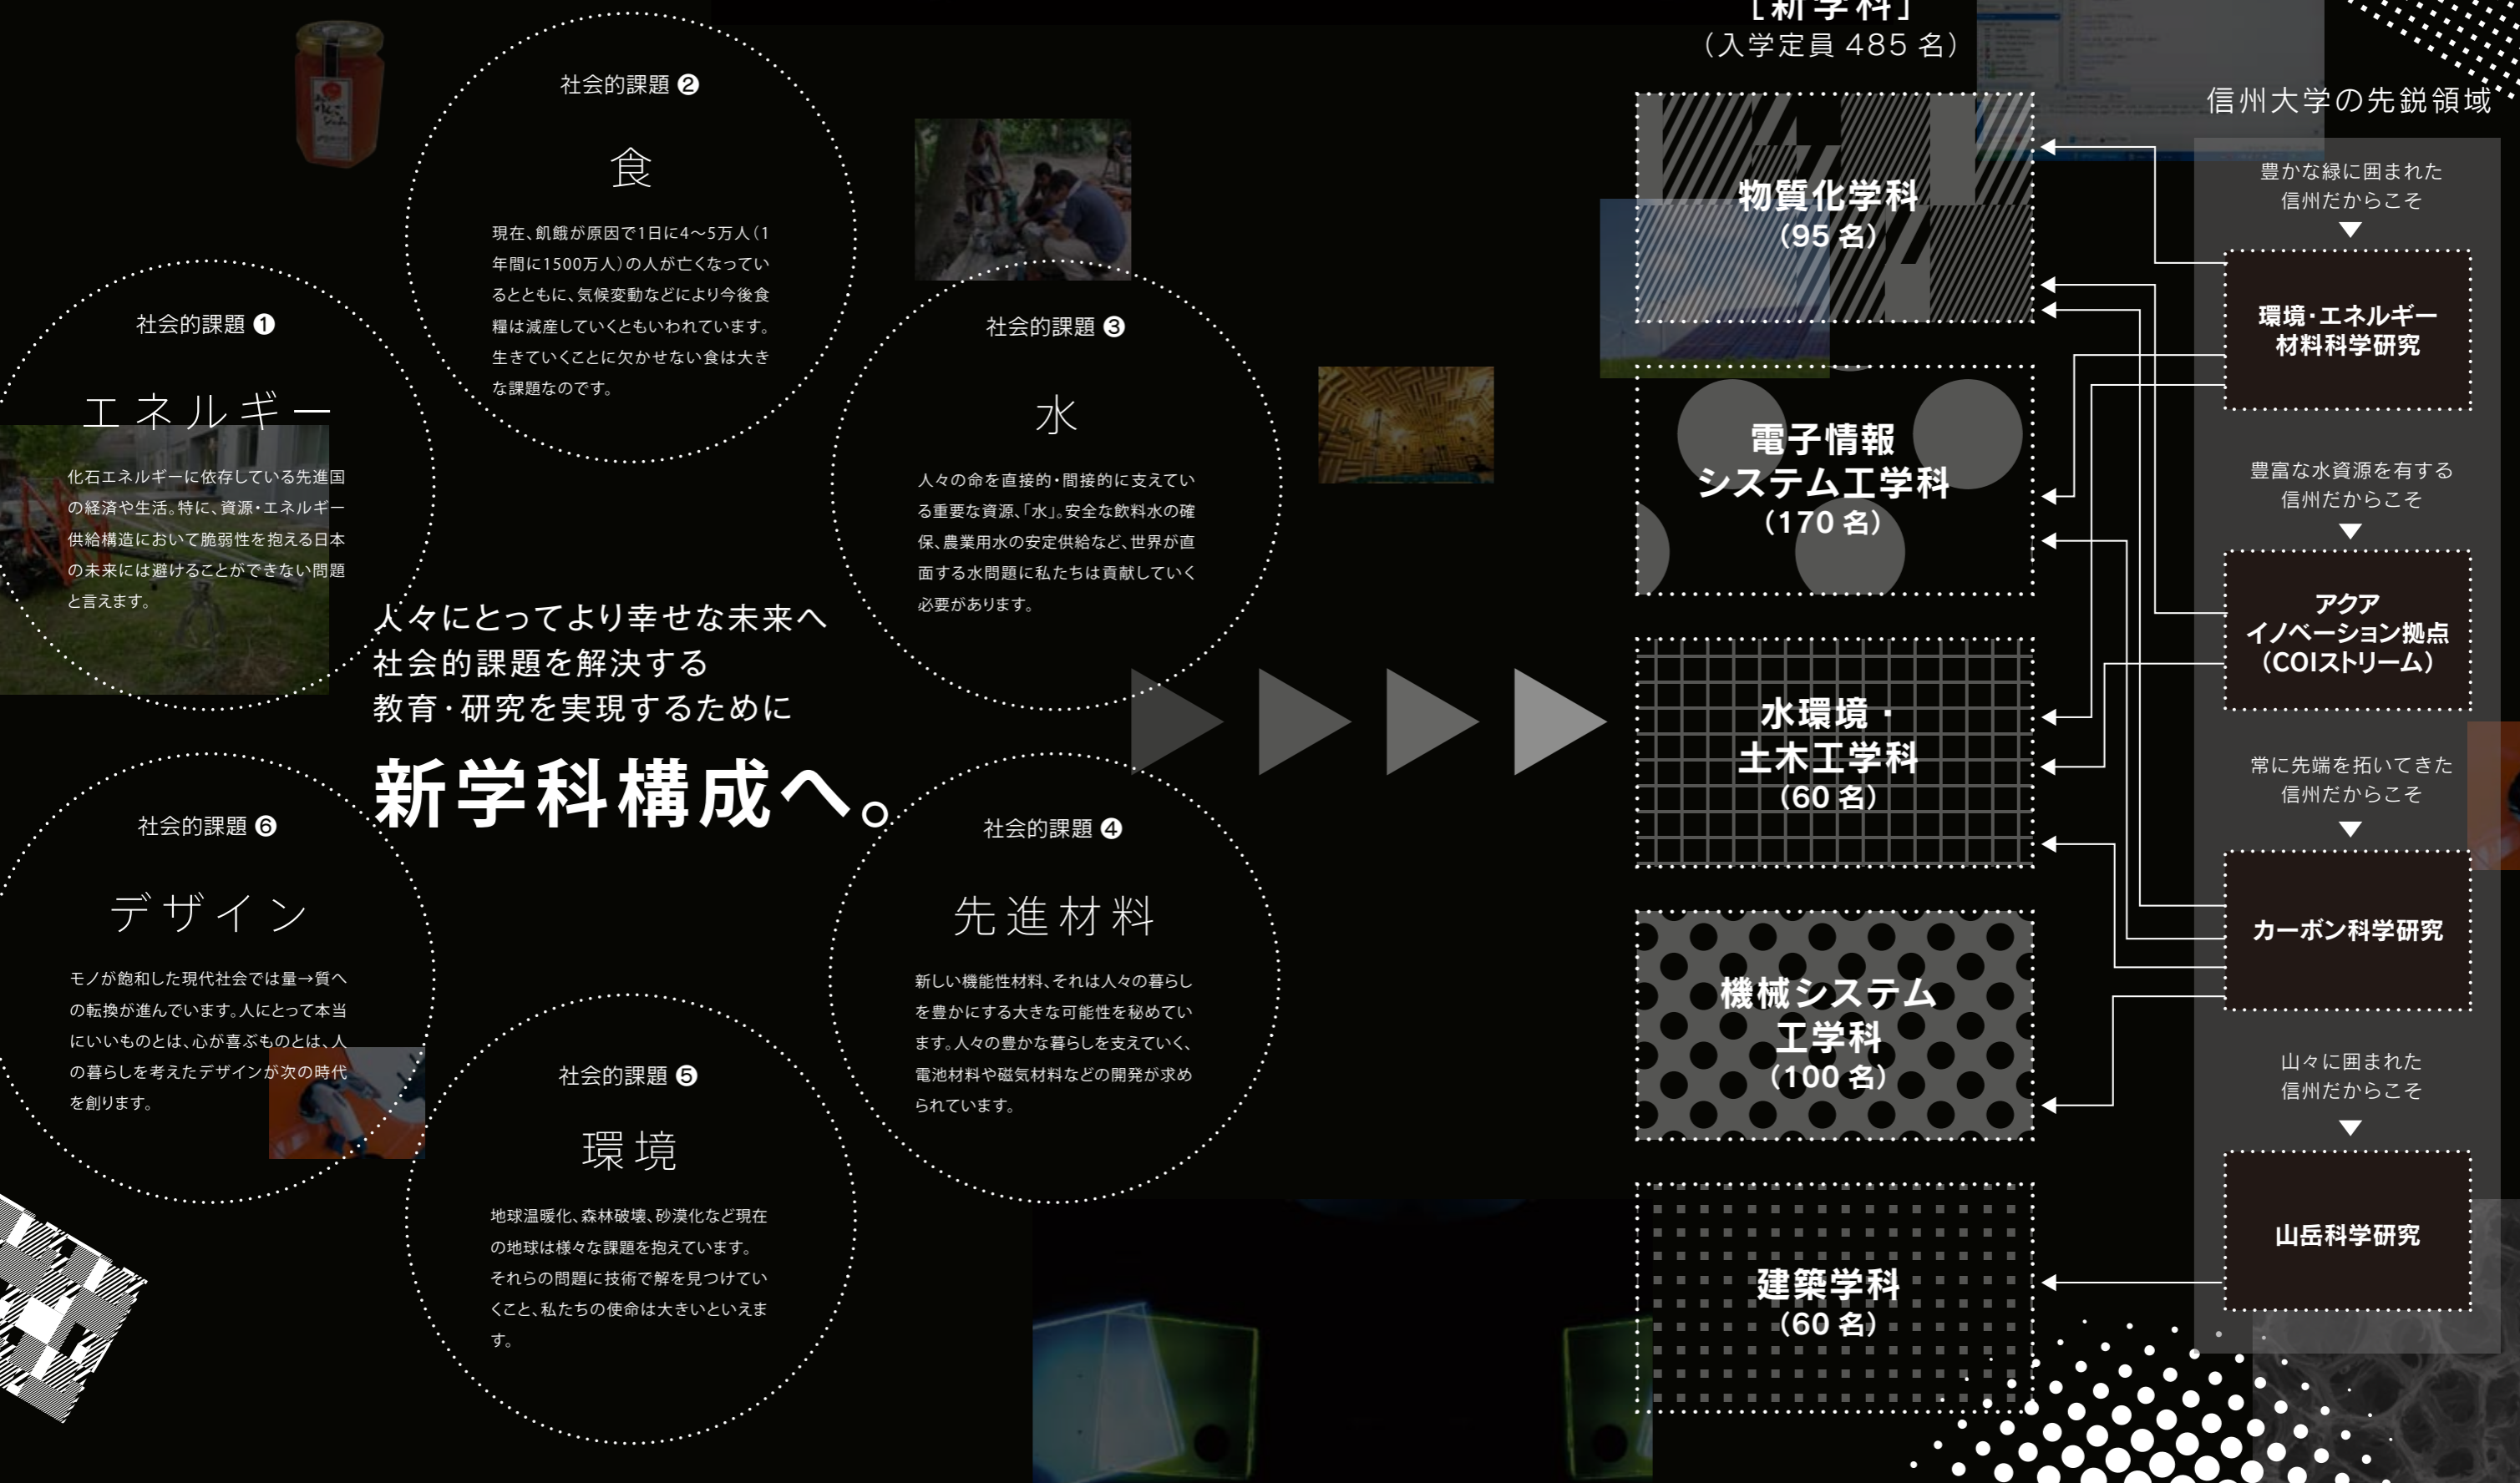 社会的課題 ❶
エネルギー
化石エネルギーに依存している先進国
の経済や生活。特に、資源・エネルギー
供給構造において脆弱性を抱える日本
の未来には避けることができない問題
と言えます。
社会的課題 ❷
食
現在、飢餓が原因で1日に4〜5万人（1
年間に1500万人）の人が亡くなってい
るとともに、気候変動などにより今後食
糧は減産していくともいわれています。
生きていくことに欠かせない食は大き
な課題なのです。
社会的課題 ❸
水
人々の命を直接的・間接的に支えてい
る重要な資源、「水」。安全な飲料水の確
保、農業用水の安定供給など、世界が直
面する水問題に私たちは貢献していく
必要があります。
人々にとってより幸せな未来へ
社会的課題を解決する
教育・研究を実現するために
新学科構成へ。
社会的課題 ❹
先進材料
新しい機能性材料、それは人々の暮らし
を豊かにする大きな可能性を秘めてい
ます。人々の豊かな暮らしを支えていく、
電池材料や磁気材料などの開発が求め
られています。
社会的課題 ❺
環境
地球温暖化、森林破壊、砂漠化など現在
の地球は様々な課題を抱えています。
それらの問題に技術で解を見つけてい
くこと、私たちの使命は大きいといえま
す。
社会的課題 ❻
デザイン
モノが飽和した現代社会では量→質へ
の転換が進んでいます。人にとって本当
にいいものとは、心が喜ぶものとは、人
の暮らしを考えたデザインが次の時代
を創ります。
［新学科］
（入学定員 485 名）
物質化学科
（95 名）
電子情報
システム工学科
（170 名）
水環境・
土木工学科
（60 名）
機械システム
工学科
（100 名）
建築学科
（60 名）
信州大学の先鋭領域
豊かな緑に囲まれた
信州だからこそ
環境・エネルギー
材料科学研究
豊富な水資源を有する
信州だからこそ
アクア
イノベーション拠点
（COIストリーム）
常に先端を拓いてきた
信州だからこそ
カーボン科学研究
山々に囲まれた
信州だからこそ
山岳科学研究